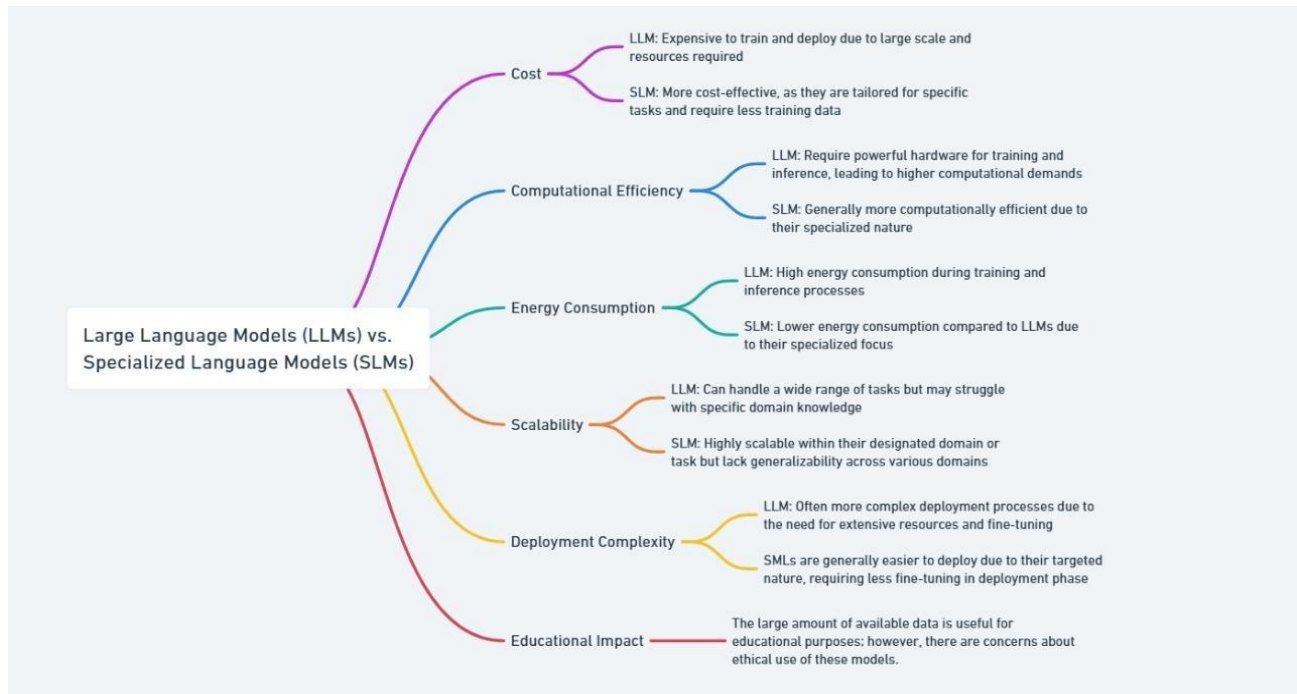 Large Language Models (LLMs) vs.
Specialized Language Models (SLMs)
Cost
LLM: Expensive to train and deploy due to large scale and
resources required
SLM: More cost-effective, as they are tailored for specific
tasks and require less training data
Computational Efficiency
LLM: Require powerful hardware for training and
inference, leading to higher computational demands
SLM: Generally more computationally efficient due to
their specialized nature
Energy Consumption
LLM: High energy consumption during training and
inference processes
SLM: Lower energy consumption compared to LLMs due
to their specialized focus
Scalability
LLM: Can handle a wide range of tasks but may struggle
with specific domain knowledge
SLM: Highly scalable within their designated domain or
task but lack generalizability across various domains
Deployment Complexity
LLM: Often more complex deployment processes due to
the need for extensive resources and fine-tuning
SMLs are generally easier to deploy due to their targeted
nature, requiring less fine-tuning in deployment phase
Educational Impact
The large amount of available data is useful for
educational purposes; however, there are concerns about
ethical use of these models.